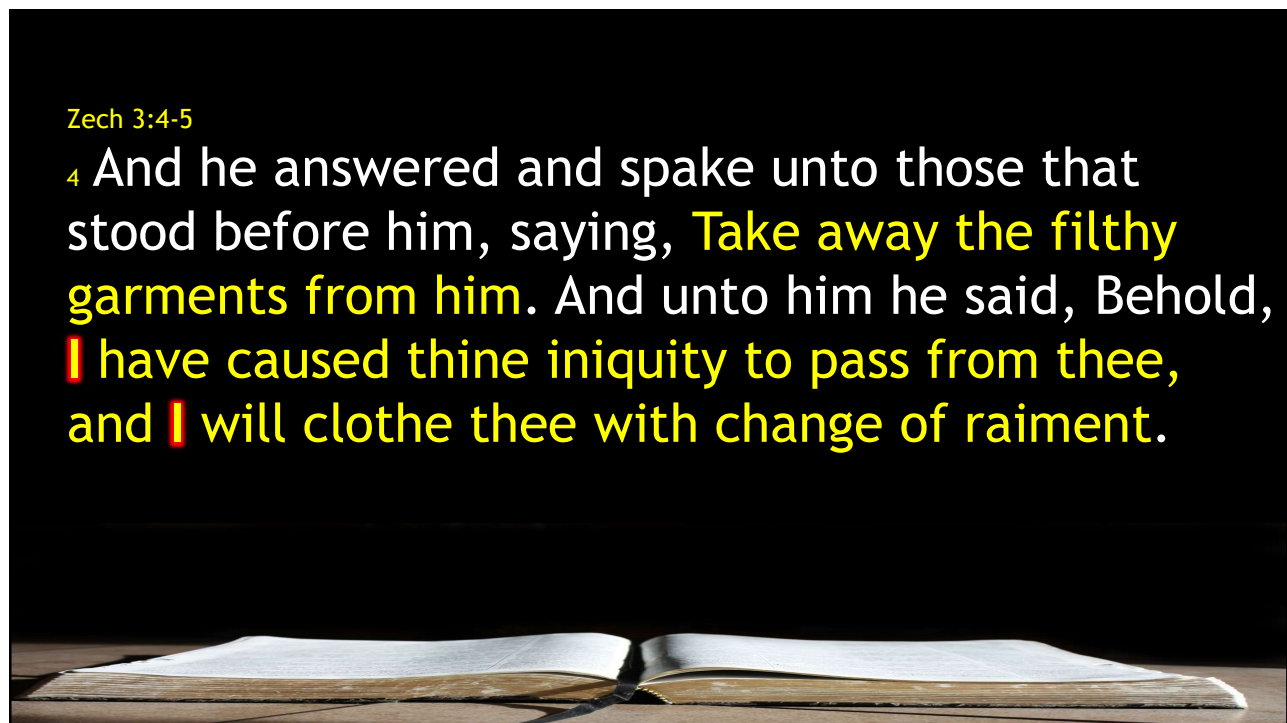 Zech 3:4-5
4 And he answered and spake unto those that
stood before him, saying, Take away the filthy
garments from him. And unto him he said, Behold,
I have caused thine iniquity to pass from thee,
and I will clothe thee with change of raiment.